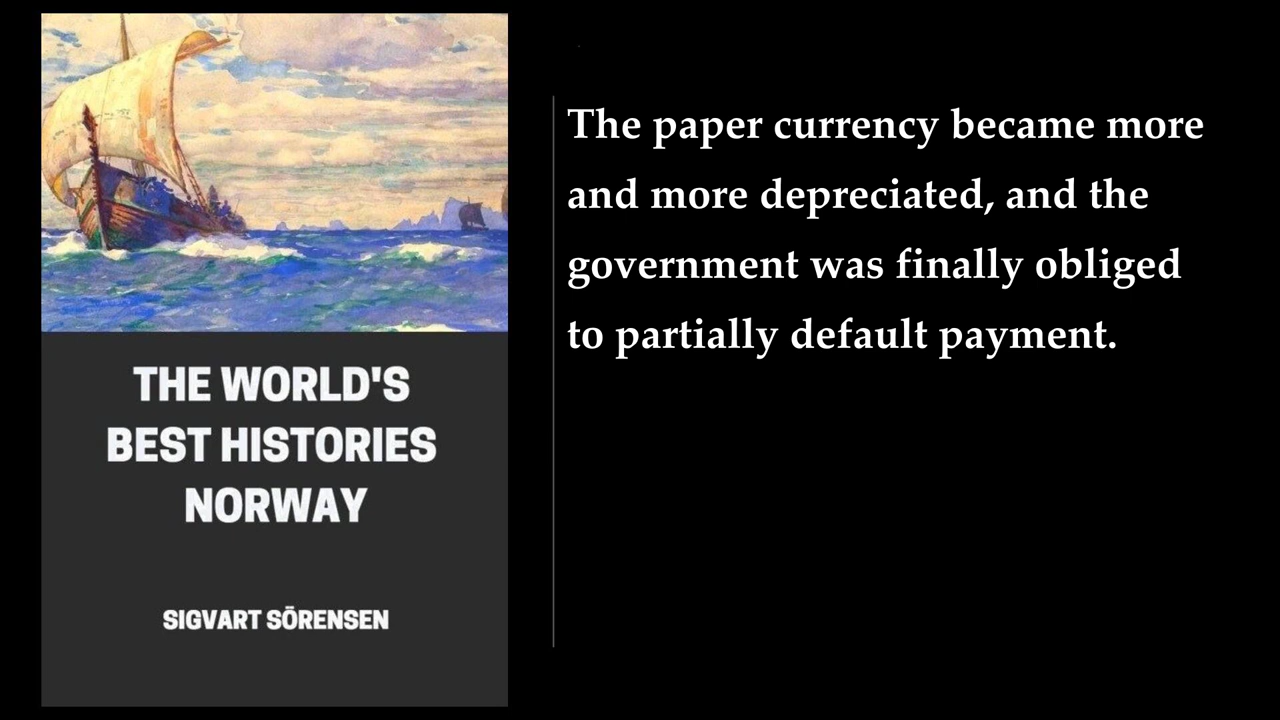 THE WORLD'S
BEST HISTORIES
NORWAY
SIGVART SÖRENSEN
The paper currency became more
and more depreciated, and the
government was finally obliged
to partially default payment.